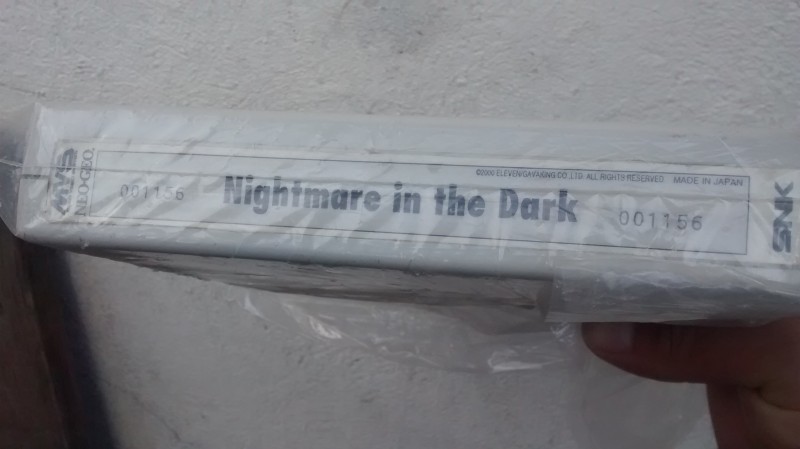 MVS
NEO·GEO
001156
Nightmare in the Dark
©2000 ELEVEN/GAVAKING CO.,LTD. ALL RIGHTS RESERVED MADE IN JAPAN
001156
SNK